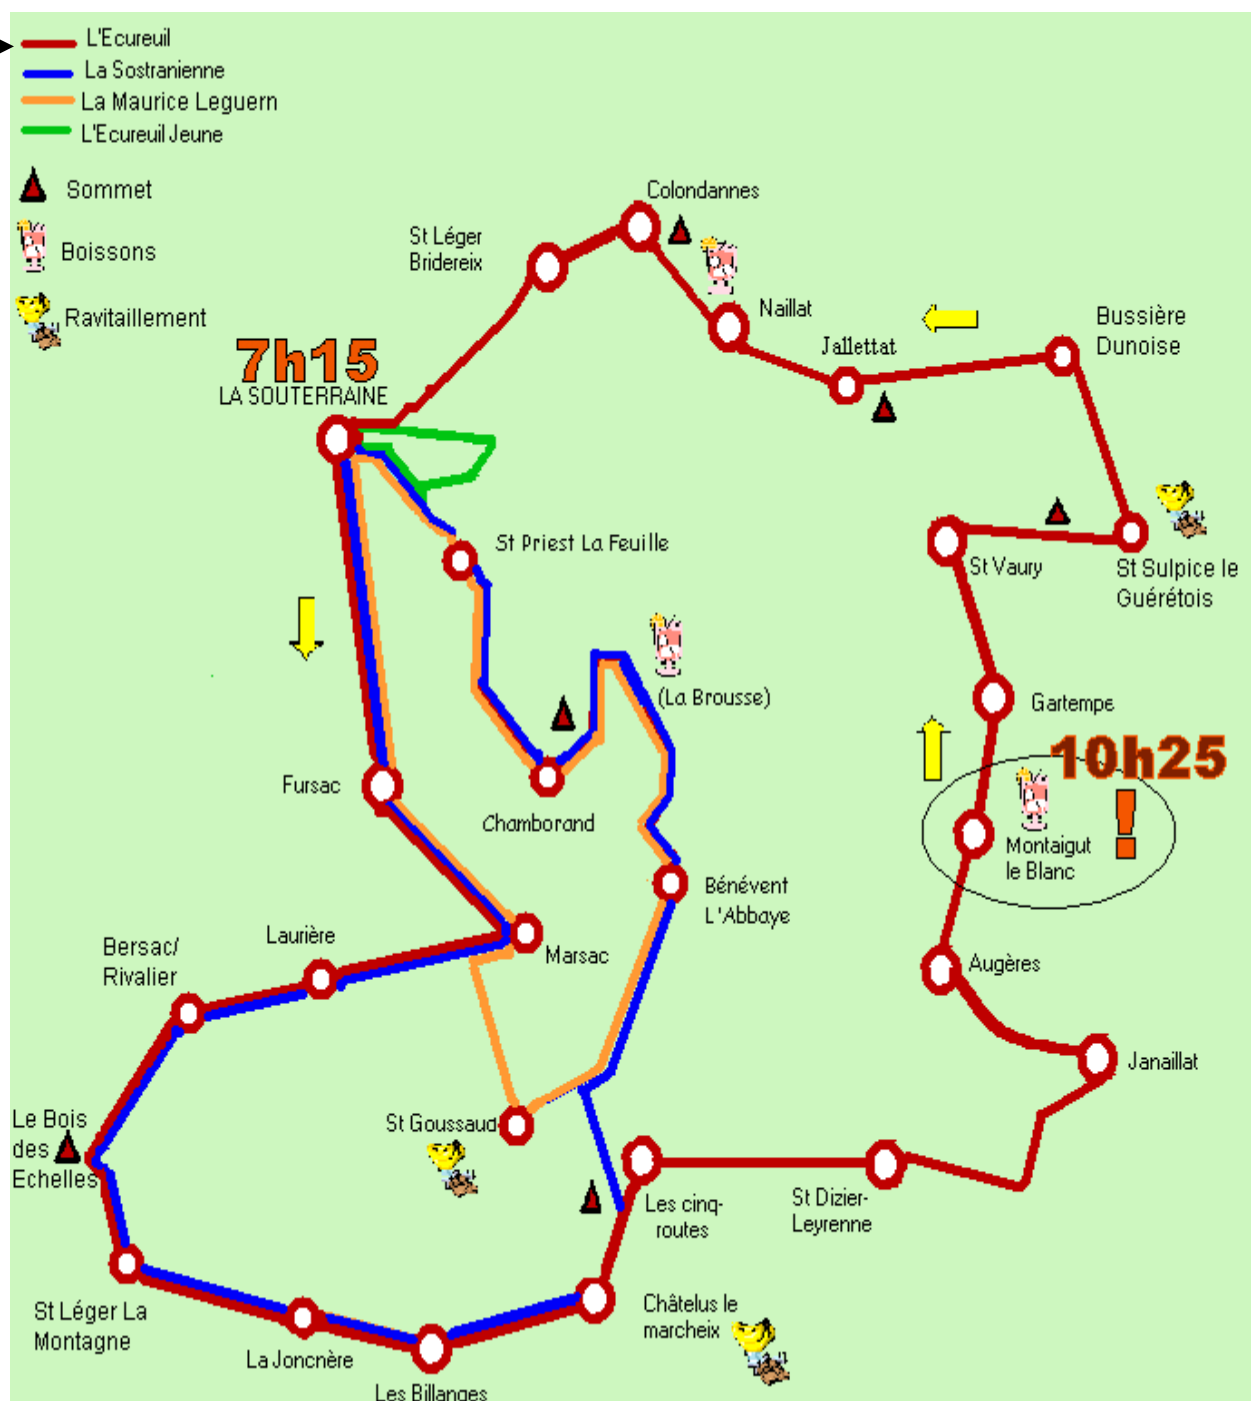 L'Ecureuil
La Sostranienne
La Maurice Leguern
L'Ecureuil Jeune
Sommet
Boissons
Ravitaillement
Colondannes
St Léger
Bridereix
Naillat
Jallettat
Bussière
Dunoise
7h15
LA SOUTERRAINE
St Priest La Feuille
St Vaury
St Sulpice le
Guérétois
(La Brousse)
Gartempe
10h25
!
Montaigut
le Blanc
Fursac
Chamborand
Bénévent
L'Abbaye
Laurière
Bersac/
Rivalier
Marsac
Augères
Janaillat
Le Bois
des
Echelles
St Goussaud
Les cinq-
routes
St Dizier-
Leyrenne
St Léger La
Montagne
La Joncnère
Les Billanges
Châtelus le
marcheix